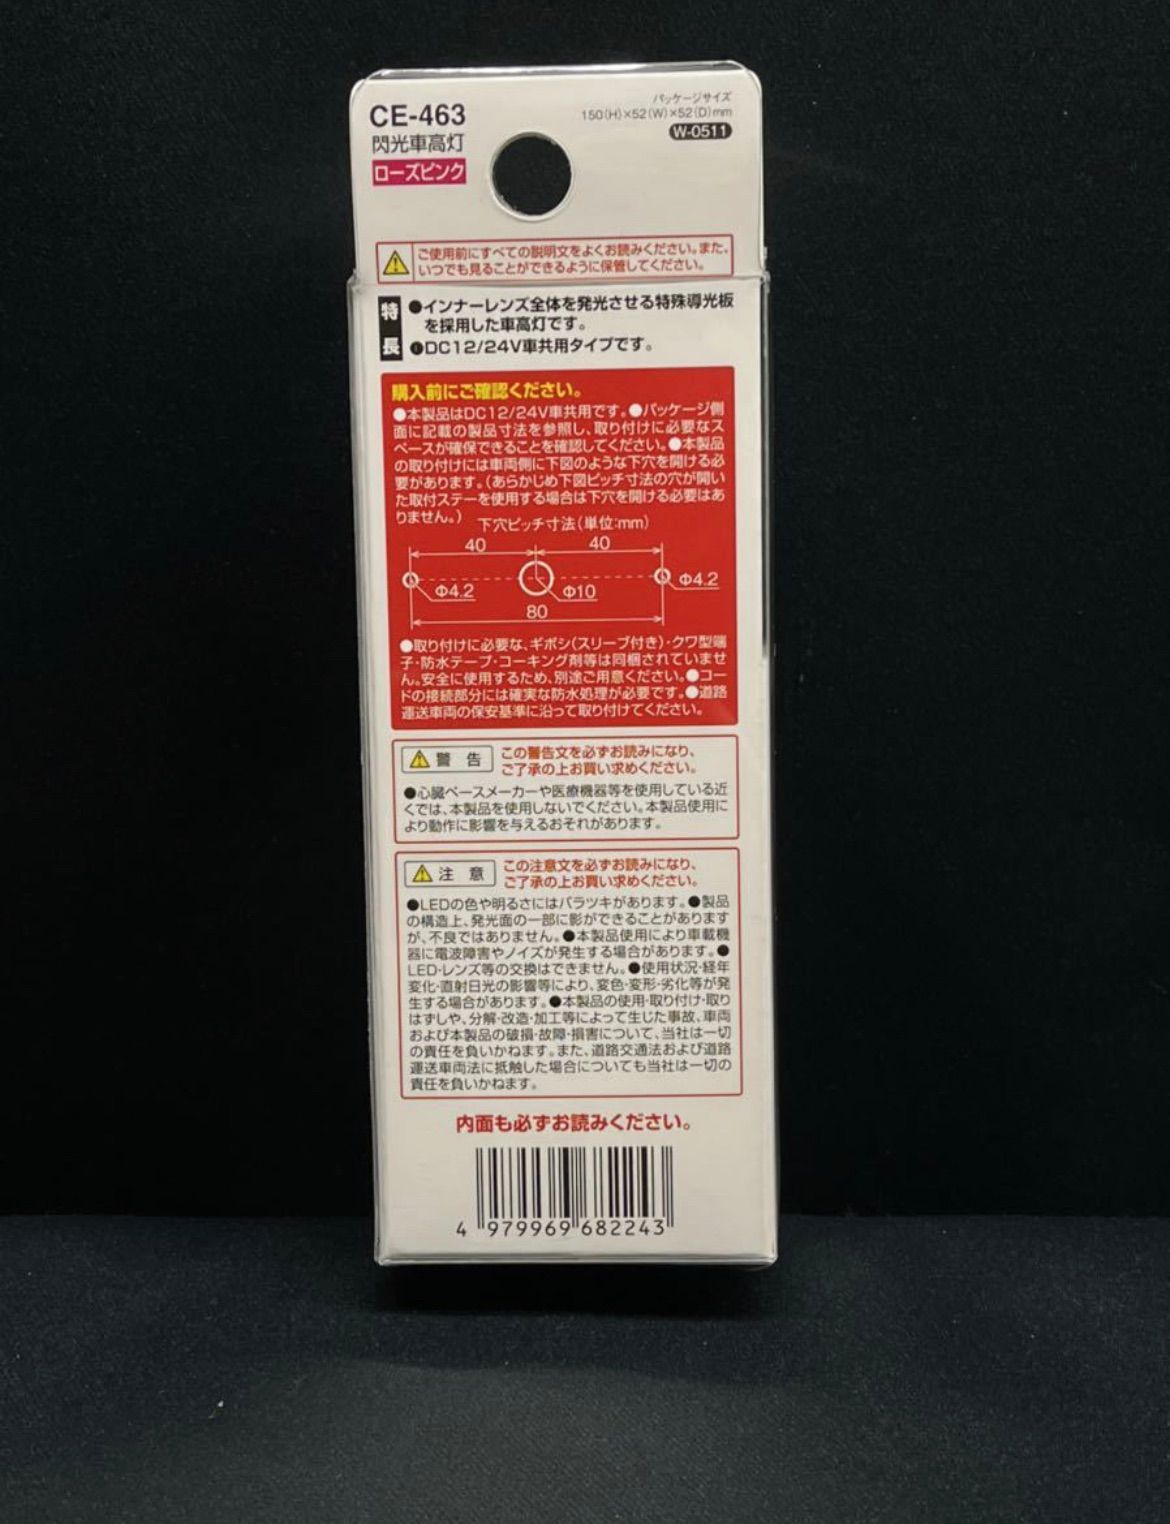 CE-463
閃光車高灯
ローズピンク
パッケージサイズ
150(H)×52(W)×52(D)mm
W-0511
ご使用前にすべての説明文をよくお読みください。また、
いつでも見ることができるように保管してください。
特長
●インナーレンズ全体を発光させる特殊導光板
を採用した車高灯です。
●DC12/24V車共用タイプです。
購入前にご確認ください。
●本製品はDC12/24V車共用です。●パッケージ側
面に記載の製品寸法を参照し、取り付けに必要なス
ペースが確保できることを確認してください。●本製品
の取り付けには車両側に下図のような下穴を開ける必
要があります。(あらかじめ下図ピッチ寸法の穴が開い
た取付ステーを使用する場合は下穴を開ける必要はあ
りません。)
下穴ピッチ寸法(単位:mm)
40 40
Φ4.2 Φ10 Φ4.2
80
●取り付けに必要な、ギボシ(スリーブ付き)・クワ型端
子・防水テープ・コーキング剤等は同梱されていませ
ん。安全に使用するため、別途ご用意ください。●コー
ドの接続部分には確実な防水処理が必要です。●道路
運送車両の保安基準に沿って取り付けてください。
警告
この警告文を必ずお読みになり、
ご了承の上お買い求めください。
●心臓ペースメーカーや医療機器等を使用している近
くでは、本製品を使用しないでください。本製品使用に
より動作に影響を与えるおそれがあります。
注意
この注意文を必ずお読みになり、
ご了承の上お買い求めください。
●LEDの色や明るさにはバラツキがあります。●製品
の構造上、発光面の一部に影ができることがあります
が、不良ではありません。●本製品使用により車載機
器に電波障害やノイズが発生する場合があります。●
LED・レンズ等の交換はできません。●使用状況・経年
変化・直射日光の影響等により、変色・変形・劣化等が発
生する場合があります。●本製品の使用・取り付け・取り
はずしや、分解・改造・加工等によって生じた事故、車両
および本製品の破損・故障・損害について、当社は一切
の責任を負いかねます。また、道路交通法および道路
運送車両法に抵触した場合についても当社は一切の
責任を負いかねます。
内面も必ずお読みください。
4 979969 682243